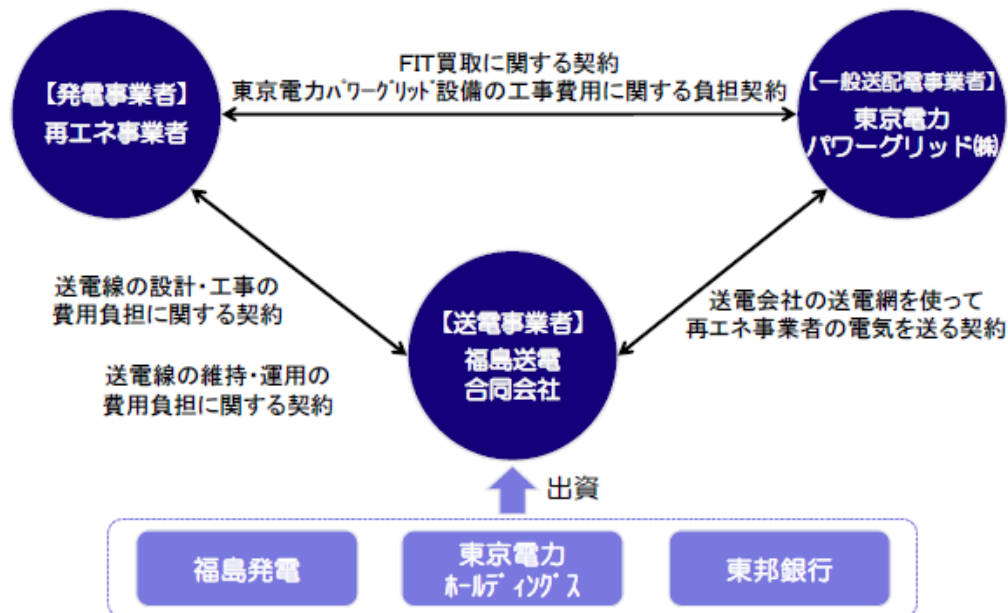 FIT買取に関する契約
東京電力ﾊﾟﾜｰｸﾞﾘｯﾄﾞ設備の工事費用に関する負担契約
【発電事業者】
再エネ事業者
【一般送配電事業者】
東京電力
パワーグリッド㈱
送電線の設計・工事の
費用負担に関する契約
送電線の維持・運用の
費用負担に関する契約
【送電事業者】
福島送電
合同会社
送電会社の送電網を使って
再エネ事業者の電気を送る契約
出資
福島発電
東京電力
ﾎｰﾙﾃﾞｨﾝｸﾞｽ
東邦銀行